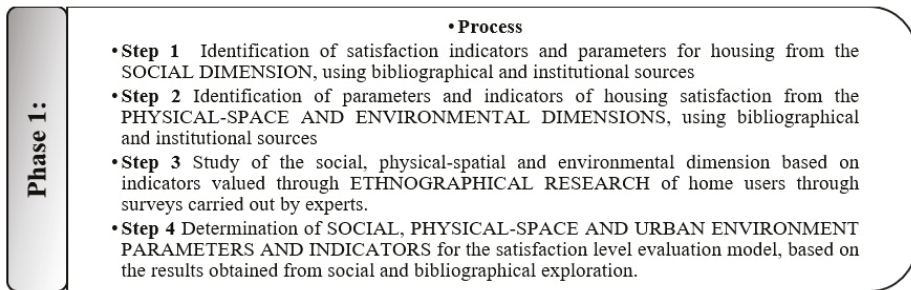 Phase 1:
• Process
• Step 1 Identification of satisfaction indicators and parameters for housing from the
SOCIAL DIMENSION, using bibliographical and institutional sources
• Step 2 Identification of parameters and indicators of housing satisfaction from the
PHYSICAL-SPACE AND ENVIRONMENTAL DIMENSIONS, using bibliographical
and institutional sources
• Step 3 Study of the social, physical-spatial and environmental dimension based on
indicators valued through ETHNOGRAPHICAL RESEARCH of home users through
surveys carried out by experts.
• Step 4 Determination of SOCIAL, PHYSICAL-SPACE AND URBAN ENVIRONMENT
PARAMETERS AND INDICATORS for the satisfaction level evaluation model, based on
the results obtained from social and bibliographical exploration.